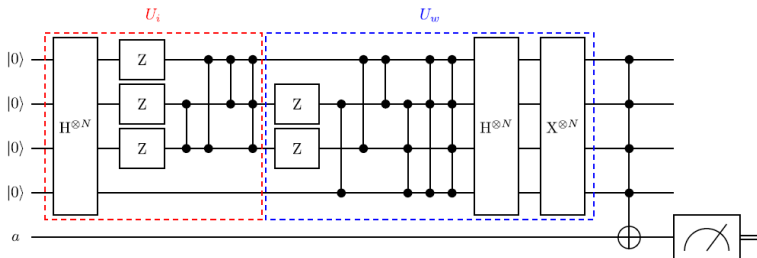 U_i U_w
|0⟩ Z
|0⟩ Z Z
H^{⊗N} H^{⊗N} X^{⊗N}
|0⟩ Z Z
|0⟩
a